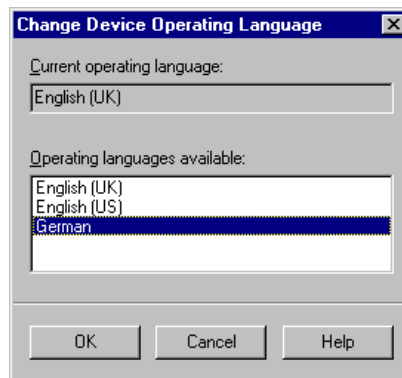 Change Device Operating Language
Current operating language:
English (UK)
Operating languages available:
English (UK)
English (US)
German
OK Cancel Help